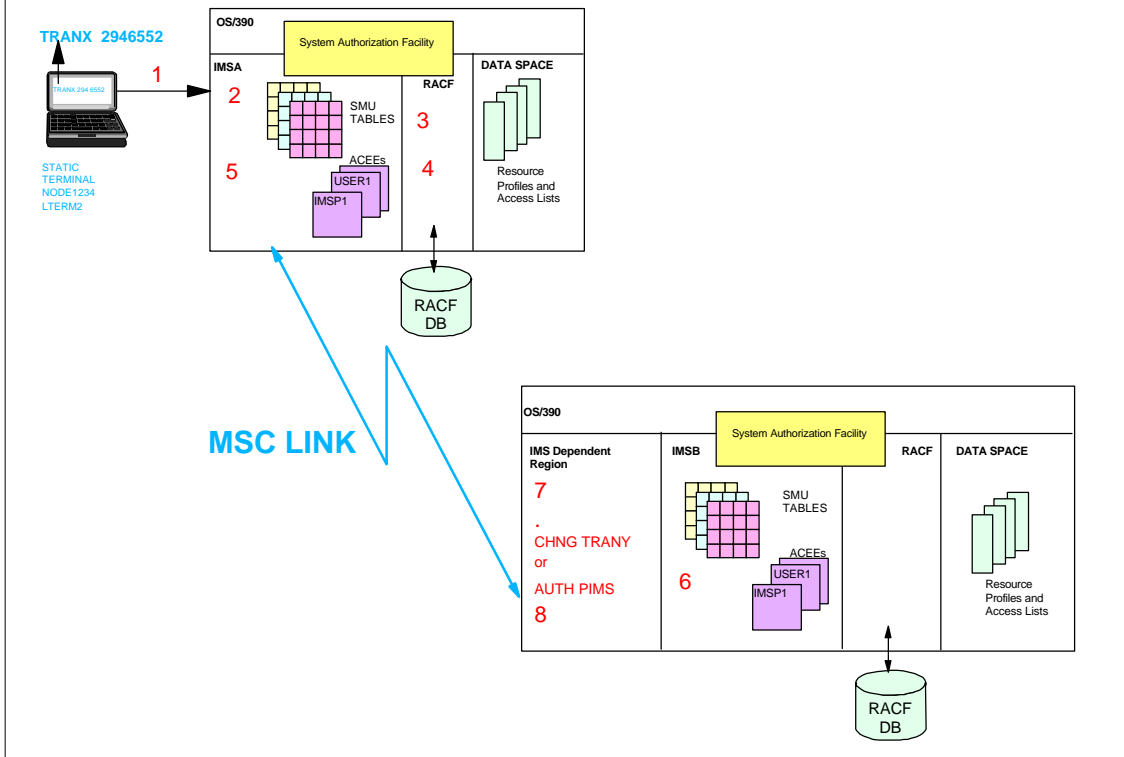 OS/390
System Authorization Facility
TRANX 2946552
TRANX 294 6552
1
IMSA
2
SMU
TABLES
RACF
3
DATA SPACE
5
ACEEs
USER1
IMSP1
4
Resource
Profiles and
Access Lists
STATIC
TERMINAL
NODE1234
LTERM2
RACF
DB
MSC LINK
OS/390
System Authorization Facility
IMS Dependent
Region
7
.
CHNG TRANY
or
AUTH PIMS
8
IMSB
SMU
TABLES
6
ACEEs
USER1
IMSP1
RACF
DATA SPACE
Resource
Profiles and
Access Lists
RACF
DB